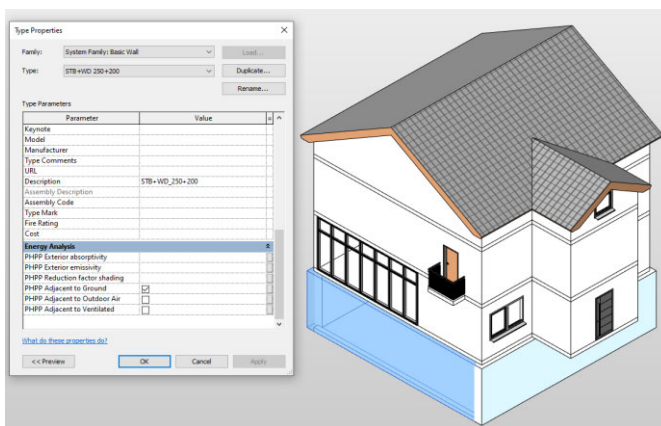 Type Properties
Family: System Family: Basic Wall Load...
Type: STB+WD 250+200 Duplicate...
Rename...
Type Parameters
Parameter Value =
Keynote
Model
Manufacturer
Type Comments
URL
Description STB+WD_250+200
Assembly Description
Assembly Code
Type Mark
Fire Rating
Cost
Energy Analysis
PHPP Exterior absorptivity
PHPP Exterior emissivity
PHPP Reduction factor shading
PHPP Adjacent to Ground
PHPP Adjacent to Outdoor Air
PHPP Adjacent to Ventilated
What do these properties do?
<< Preview OK Cancel Apply